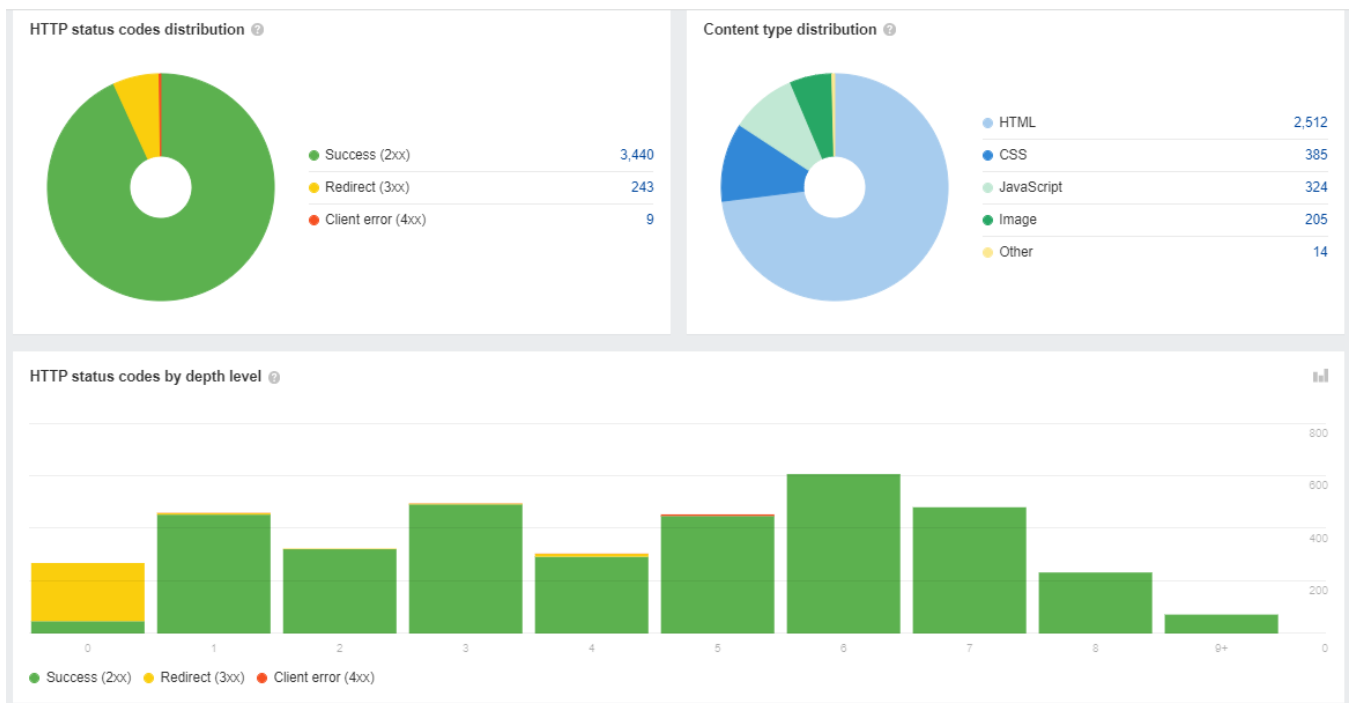 HTTP status codes distribution ?
Success (2xx) 3,440
Redirect (3xx) 243
Client error (4xx) 9
Content type distribution ?
HTML 2,512
CSS 385
JavaScript 324
Image 205
Other 14
HTTP status codes by depth level ?
800
600
400
200
0 1 2 3 4 5 6 7 8 9+ 0
Success (2xx) Redirect (3xx) Client error (4xx)